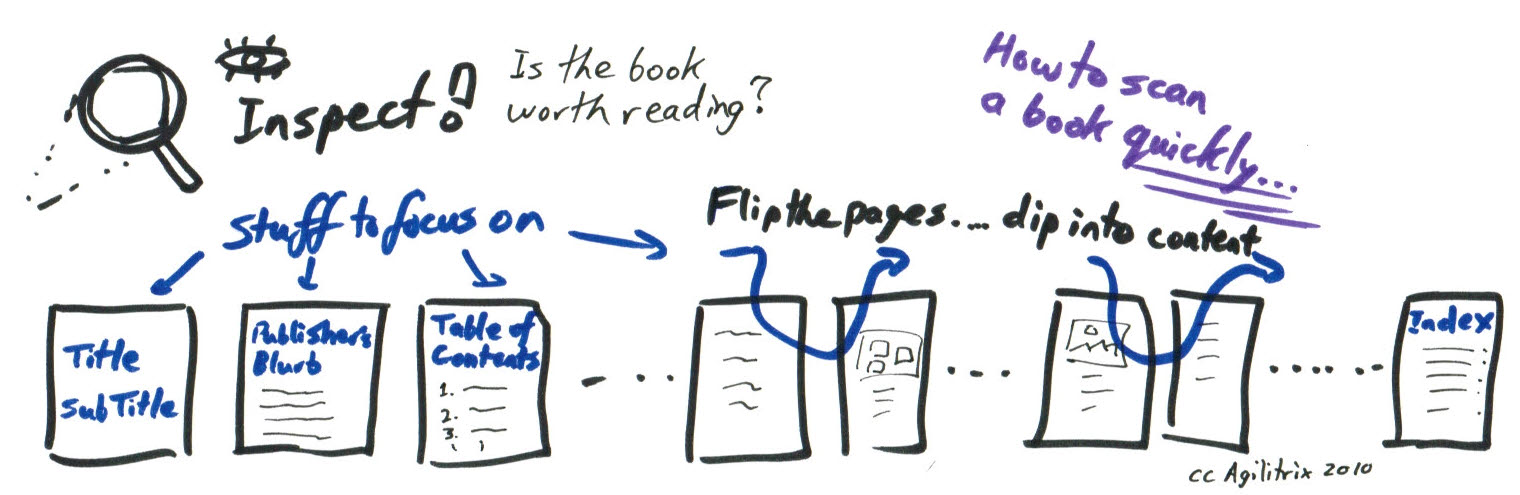 Inspect!
Is the book
worth reading?
How to scan
a book quickly...
Stuff to focus on
Flip the pages.... dip into content
Title
SubTitle
Publishers
Blurb
Table of
Contents
1.
2.
3.
Index
cc Agilitrix 2010